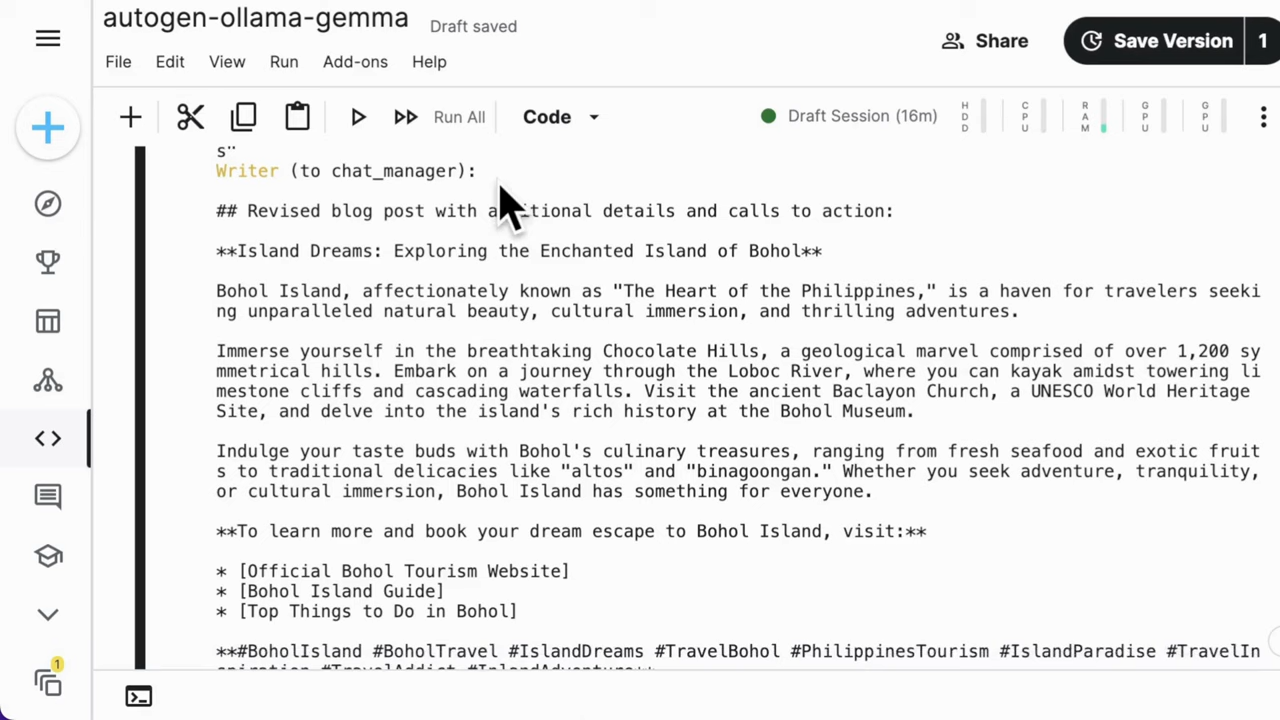 autogen-ollama-gemma
Draft saved
Share
Save Version
1
File Edit View Run Add-ons Help
Run All
Code
Draft Session (16m)
HDD
CPU
RAM
GPU
GPU
s"
Writer (to chat_manager):
## Revised blog post with a itional details and calls to action:
**Island Dreams: Exploring the Enchanted Island of Bohol**
Bohol Island, affectionately known as "The Heart of the Philippines," is a haven for travelers seeki
ng unparalleled natural beauty, cultural immersion, and thrilling adventures.
Immerse yourself in the breathtaking Chocolate Hills, a geological marvel comprised of over 1,200 sy
mmetrical hills. Embark on a journey through the Loboc River, where you can kayak amidst towering li
mestone cliffs and cascading waterfalls. Visit the ancient Baclayon Church, a UNESCO World Heritage
Site, and delve into the island's rich history at the Bohol Museum.
Indulge your taste buds with Bohol's culinary treasures, ranging from fresh seafood and exotic fruit
s to traditional delicacies like "altos" and "binagoongan." Whether you seek adventure, tranquility,
or cultural immersion, Bohol Island has something for everyone.
**To learn more and book your dream escape to Bohol Island, visit:**
* [Official Bohol Tourism Website]
* [Bohol Island Guide]
* [Top Things to Do in Bohol]
**#BoholIsland #BoholTravel #IslandDreams #TravelBohol #PhilippinesTourism #IslandParadise #TravelIn
spiration #TravelAddict #IslandAdventure**
1